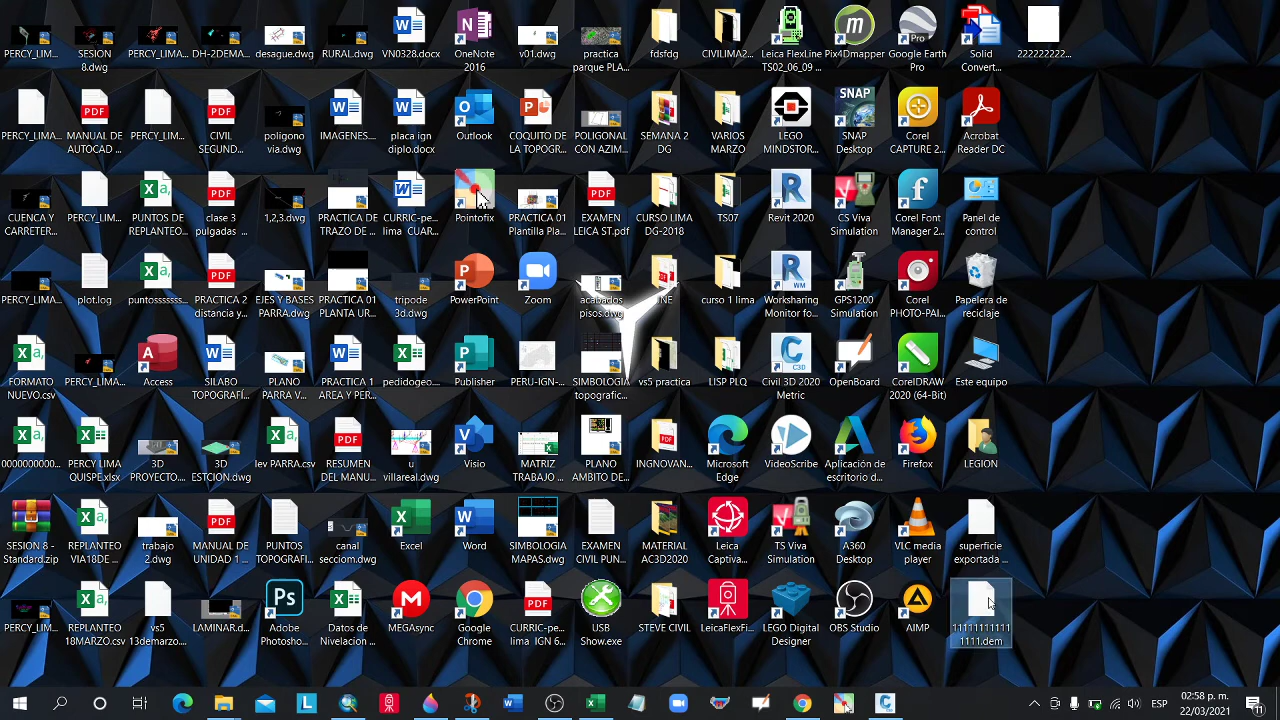 PERCY_LIM...
SESION
8.dwg
PERCY_LIMA...
DH-12DEMA...
desague.dwg
RURAL.dwg
VN0328.docx
OneNote
2016
v01.dwg
practica
parque PLA...
fdsfdg
CIVILIMA2...
Leica FlexLine
TS02_06_09 ...
Pix4Dmapper
Google Earth
Pro
Solid
Convert...
222222222...
PERCY_LIMA...
MANUAL DE
AUTOCAD ...
PERCY_LIM...
CIVIL
SEGUND...
poligono
via.dwg
IMAGENES....
placa ign
diplo.docx
Outlook
COQUITO DE
LA TOPOGR...
POLIGONAL
CON AZIM...
SEMANA 2
DG
VARIOS
MARZO
LEGO
MINDSTOR...
SNAP
Desktop
Corel
CAPTURE 2...
Acrobat
Reader DC
CUENCA Y
CARRETER...
PERCY_LIM...
PUNTOS DE
REPLANTEO...
clase 3
pulgadas ...
1,2,3.dwg
PRACTICA DE
TRAZO DE ...
CURRIC-pe...
lima_CUAR...
Pointofix
PRACTICA 01
Plantilla Pla...
EXAMEN
LEICA ST.pdf
CURSO LIMA
DG-2018
TS07
Revit 2020
CS Viva
Simulation
Corel Font
Manager 2...
Panel de
control
PERCY_LIMA...
plot.log
puntosssssss...
PRACTICA 2
distancia y...
EJES Y BASES
PARRA.dwg
PRACTICA 01
PLANTA UR...
tripode
3d.dwg
PowerPoint
Zoom
acabados
pisos.dwg
INE
curso 1 lima
Worksharing
Monitor fo...
GPS1200
Simulation
Corel
PHOTO-PAI...
Papelera de
reciclaje
FORMATO
NUEVO.csv
PERCY_LIMA...
Access
SILABO
TOPOGRAFÍ...
PLANO
PARRA V...
PRACTICA 1
AREA Y PER...
pedidogeo....
Publisher
PERU-IGN-...
SIMBOLOGIA
topografic...
vs5 practica
LISP PLQ
Civil 3D 2020
Metric
OpenBoard
CorelDRAW
2020 (64-Bit)
Este equipo
0000000000...
PERCY LIMA
QUISPE.xlsx
3D
PROYECTO...
3D
ESTCION.dwg
lev PARRA.csv
RESUMEN
DEL MANU...
u
villareal.dwg
Visio
MATRIZ
TRABAJO ...
PLANO
AMBITO DE...
INGNOVAN...
Microsoft
Edge
VideoScribe
Aplicación de
escritorio d...
Firefox
LEGION
SESION 8 -
Standard.zip
REPLANTEO
VIA18DE ...
trabajo
2.dwg
MANUAL DE
UNIDAD 1 ...
PUNTOS
TOPOGRAFI...
canal
secciom.dwg
Excel
Word
SIMBOLOGIA
MAPAS.dwg
EXAMEN
CIVIL PUN...
MATERIAL
AC3D2020
Leica
Captiva...
TS Viva
Simulation
A360
Desktop
VLC media
player
superficie
exportada ...
PERCY_LIM...
REPLANTEO
18MARZO.csv
vs5
13demarzo...
LAMINAR.d...
Adobe
Photosho...
Datos de
Nivelacion ...
MEGAsync
Google
Chrome
CURRIC-pe...
lima_IGN 6...
USB
Show.exe
STEVE CIVIL
LeicaFlexFi...
LEGO Digital
Designer
OBS Studio
AIMP
11111111111
1111.dem
ESP
02:58 p. m.
22/03/2021